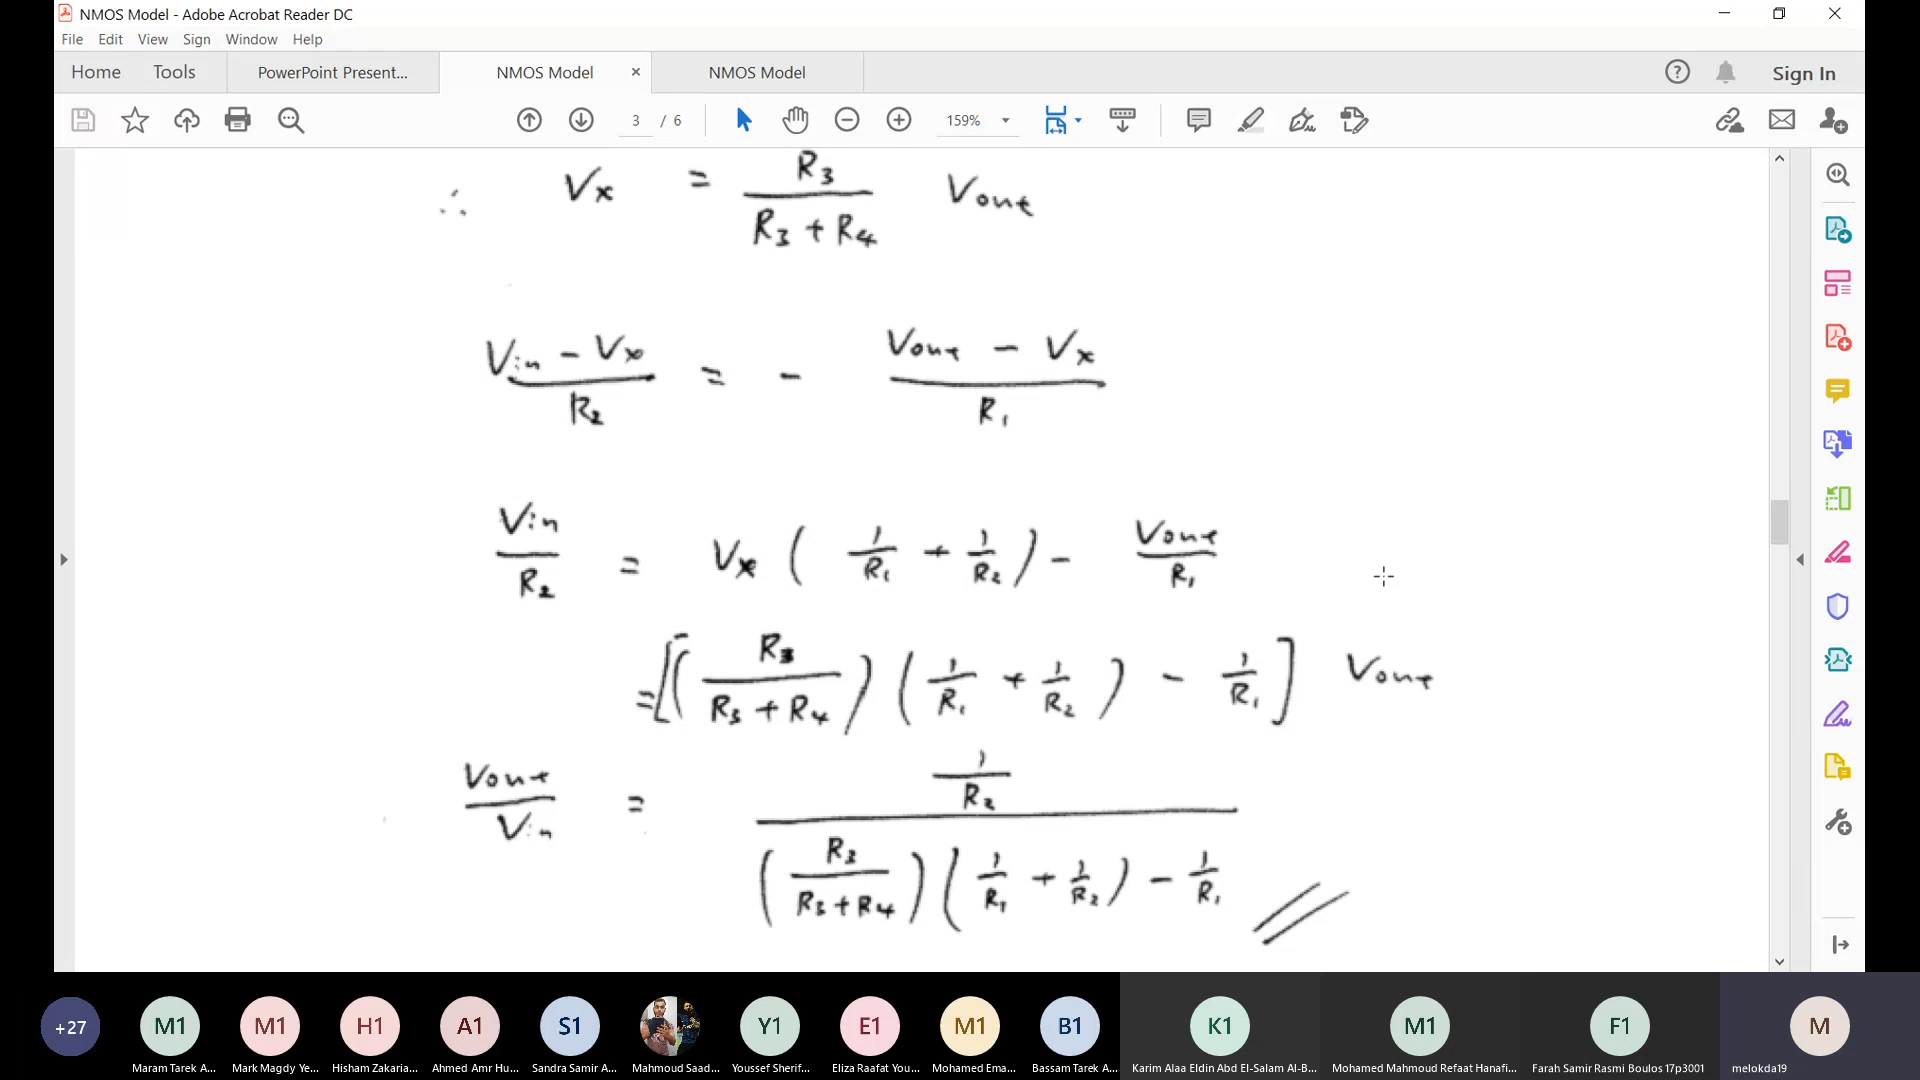 NMOS Model - Adobe Acrobat Reader DC
File Edit View Sign Window Help
Home Tools PowerPoint Present... NMOS Model × NMOS Model Sign In
3 / 6 159%
∴ Vx = R3 / (R3 + R4) Vout
(Vin - Vx) / R2 = - (Vout - Vx) / R1
Vin / R2 = Vx ( 1/R1 + 1/R2 ) - Vout / R1
= [ ( R3 / (R3 + R4) ) ( 1/R1 + 1/R2 ) - 1/R1 ] Vout
Vout / Vin = (1/R2) / ( ( R3 / (R3 + R4) ) ( 1/R1 + 1/R2 ) - 1/R1 )
+27 M1 M1 H1 A1 S1 Y1 E1 M1 B1 K1 M1 F1 M
Maram Tarek A... Mark Magdy Ye... Hisham Zakaria... Ahmed Amr Hu... Sandra Samir A... Mahmoud Saad... Youssef Sherif... Eliza Raafat You... Mohamed Ema... Bassam Tarek A... Karim Alaa Eldin Abd El-Salam Al-B... Mohamed Mahmoud Refaat Hanafi... Farah Samir Rasmi Boulos 17p3001 melokda19